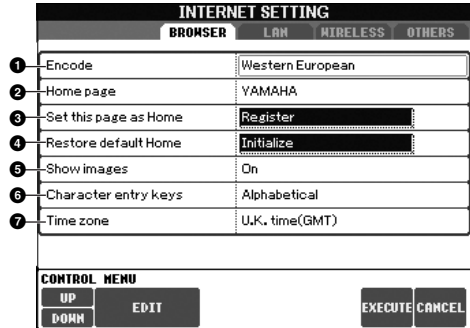 INTERNET SETTING
BROWSER LAN WIRELESS OTHERS
1 Encode Western European
2 Home page YAMAHA
3 Set this page as Home Register
4 Restore default Home Initialize
5 Show images On
6 Character entry keys Alphabetical
7 Time zone U.K. time(GMT)
CONTROL MENU
UP
DOWN
EDIT
EXECUTE CANCEL